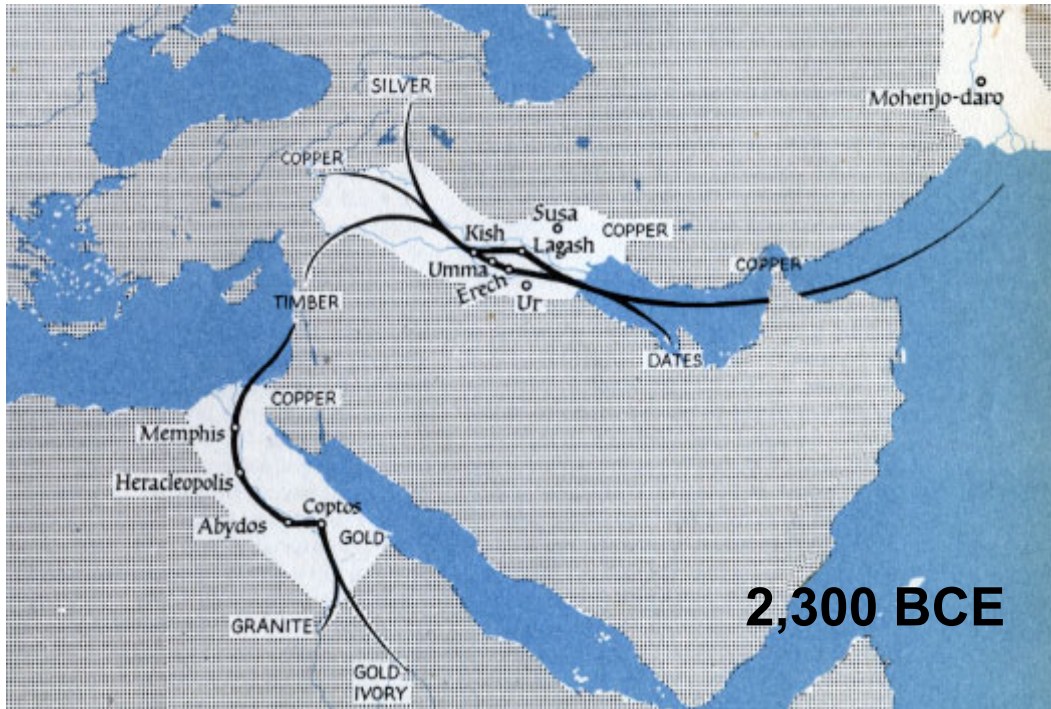 IVORY
Mohenjo-daro
SILVER
COPPER
Susa
COPPER
Kish
Lagash
Umma
Erech
Ur
COPPER
TIMBER
DATES
COPPER
Memphis
Heracleopolis
Coptos
Abydos
GOLD
2,300 BCE
GRANITE
GOLD
IVORY